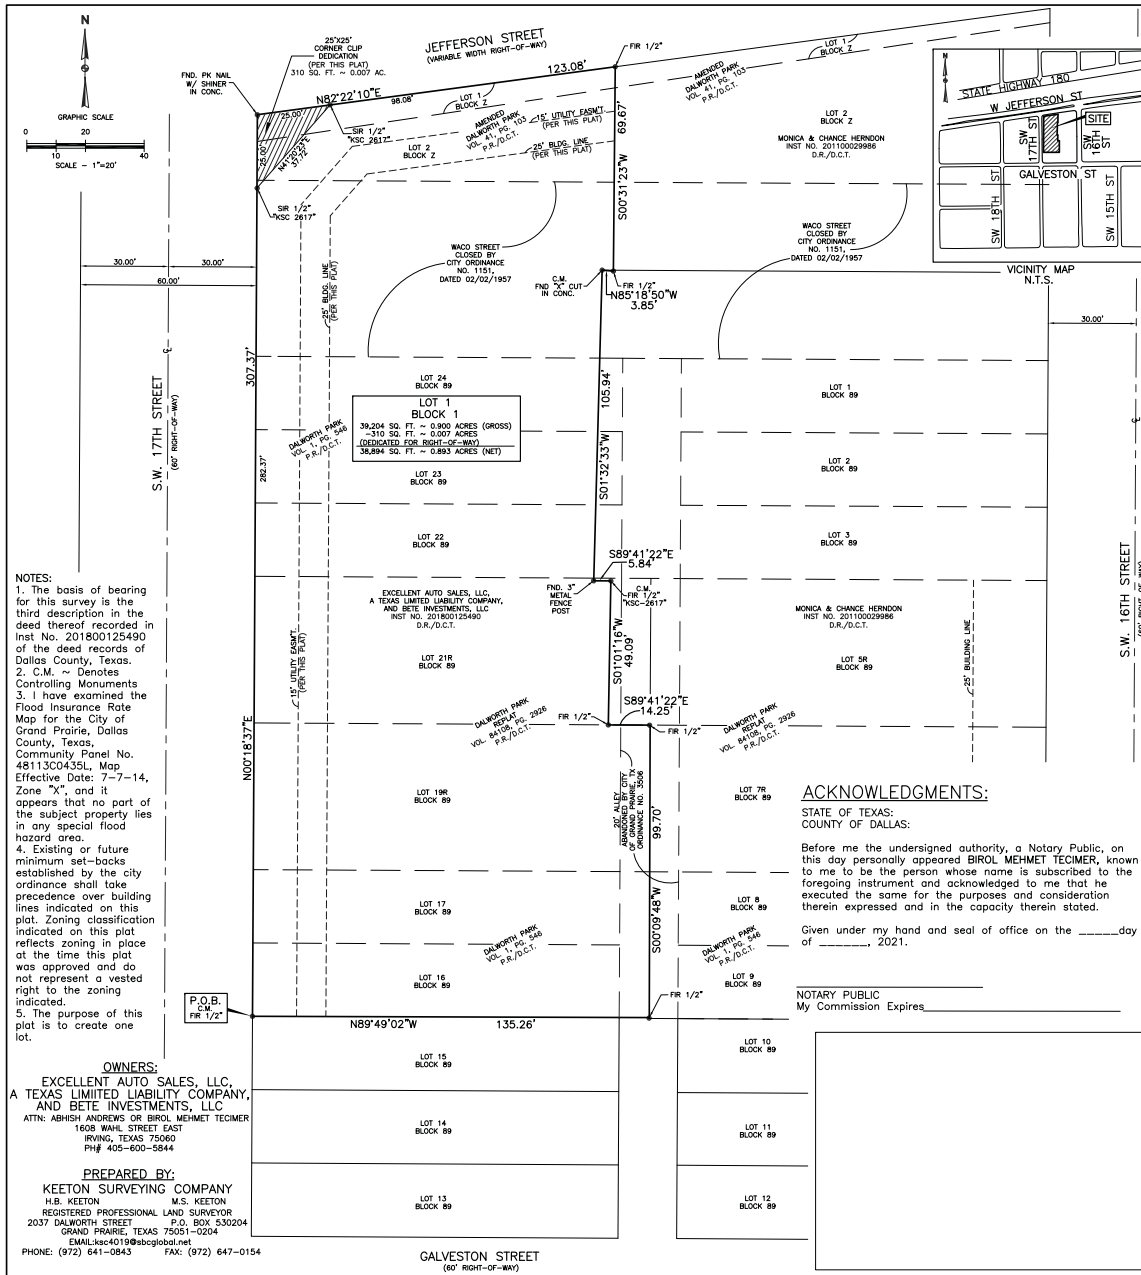 N
GRAPHIC SCALE
0 20
10 40
SCALE - 1"=20'
25'X25'
CORNER CLIP
DEDICATION
(PER THIS PLAT)
310 SQ. FT. ~ 0.007 AC.
FND. PK NAIL
W/ SHINER
IN CONC.
JEFFERSON STREET
(VARIABLE WIDTH RIGHT-OF-WAY)
N82°22'10"E
123.08'
98.08'
25.00'
25.00'
N41°20'23"E
37.72'
SIR 1/2"
"KSC 2617"
SIR 1/2"
"KSC 2617"
LOT 1
BLOCK Z
LOT 2
BLOCK Z
AMENDED
DALWORTH PARK
VOL. 41, PG. 103
P.R./D.C.T.
15' UTILITY EASM'T
(PER THIS PLAT)
25' BLDG. LINE
(PER THIS PLAT)
FIR 1/2"
69.67'
S00°31'23"W
AMENDED
DALWORTH PARK
VOL. 41, PG. 103
P.R./D.C.T.
LOT 1
BLOCK Z
LOT 2
BLOCK Z
MONICA & CHANCE HERNDON
INST NO. 201100029986
D.R./D.C.T.
N
STATE HIGHWAY 180
W JEFFERSON ST
SITE
SW
17TH ST
SW
16TH
ST
GALVESTON ST
SW 18TH ST
SW 15TH ST
VICINITY MAP
N.T.S.
30.00'
30.00'
30.00'
60.00'
WACO STREET
CLOSED BY
CITY ORDINANCE
NO. 1151,
DATED 02/02/1957
WACO STREET
CLOSED BY
CITY ORDINANCE
NO. 1151,
DATED 02/02/1957
C.M.
FND "X" CUT
IN CONC.
FIR 1/2"
N85°18'50"W
3.85'
25' BLDG. LINE
(PER THIS PLAT)
307.37'
S.W. 17TH STREET
(60' RIGHT-OF-WAY)
282.37'
N00°18'37"E
LOT 24
BLOCK 89
LOT 1
BLOCK 1
39,204 SQ. FT. ~ 0.900 ACRES (GROSS)
-310 SQ. FT. ~ 0.007 ACRES
(DEDICATED FOR RIGHT-OF-WAY)
38,894 SQ. FT. ~ 0.893 ACRES (NET)
DALWORTH PARK
VOL. 1, PG. 546
P.R./D.C.T.
LOT 23
BLOCK 89
LOT 22
BLOCK 89
105.94'
S01°32'33"W
LOT 1
BLOCK 89
LOT 2
BLOCK 89
LOT 3
BLOCK 89
S89°41'22"E
5.84'
FND. 3"
METAL
FENCE
POST
C.M.
FIR 1/2"
"KSC-2617"
EXCELLENT AUTO SALES, LLC,
A TEXAS LIMITED LIABILITY COMPANY,
AND BETE INVESTMENTS, LLC
INST NO. 201800125490
D.R./D.C.T.
LOT 21R
BLOCK 89
15' UTILITY EASM'T.
(PER THIS PLAT)
S01°01'16"W
49.09'
MONICA & CHANCE HERNDON
INST NO. 201100029986
D.R./D.C.T.
LOT 5R
BLOCK 89
25' BUILDING LINE
S.W. 16TH STREET
S89°41'22"E
14.25'
FIR 1/2"
FIR 1/2"
DALWORTH PARK
REPLAT
VOL. 84108, PG. 2926
P.R./D.C.T.
DALWORTH PARK
REPLAT
VOL. 84108, PG. 2926
P.R./D.C.T.
20' ALLEY
ABANDONED BY CITY
OF GRAND PRAIRIE, TX
ORDINANCE NO. 3506
99.70'
S00°09'48"W
LOT 19R
BLOCK 89
LOT 7R
BLOCK 89
LOT 17
BLOCK 89
LOT 8
BLOCK 89
DALWORTH PARK
VOL. 1, PG. 546
P.R./D.C.T.
DALWORTH PARK
VOL. 1, PG. 546
P.R./D.C.T.
LOT 16
BLOCK 89
LOT 9
BLOCK 89
P.O.B.
C.M.
FIR 1/2"
FIR 1/2"
N89°49'02"W 135.26'
LOT 15
BLOCK 89
LOT 10
BLOCK 89
LOT 14
BLOCK 89
LOT 11
BLOCK 89
LOT 13
BLOCK 89
LOT 12
BLOCK 89
GALVESTON STREET
(60' RIGHT-OF-WAY)
NOTES:
1. The basis of bearing
for this survey is the
third description in the
deed thereof recorded in
Inst No. 201800125490
of the deed records of
Dallas County, Texas.
2. C.M. ~ Denotes
Controlling Monuments
3. I have examined the
Flood Insurance Rate
Map for the City of
Grand Prairie, Dallas
County, Texas,
Community Panel No.
48113C0435L, Map
Effective Date: 7-7-14,
Zone "X", and it
appears that no part of
the subject property lies
in any special flood
hazard area.
4. Existing or future
minimum set-backs
established by the city
ordinance shall take
precedence over building
lines indicated on this
plat. Zoning classification
indicated on this plat
reflects zoning in place
at the time this plat
was approved and do
not represent a vested
right to the zoning
indicated.
5. The purpose of this
plat is to create one
lot.
OWNERS:
EXCELLENT AUTO SALES, LLC,
A TEXAS LIMIITED LIABILITY COMPANY,
AND BETE INVESTMENTS, LLC
ATTN: ABHISH ANDREWS OR BIROL MEHMET TECIMER
1608 WAHL STREET EAST
IRVING, TEXAS 75060
PH# 405-600-5844
PREPARED BY:
KEETON SURVEYING COMPANY
H.B. KEETON M.S. KEETON
REGISTERED PROFESSIONAL LAND SURVEYOR
2037 DALWORTH STREET P.O. BOX 530204
GRAND PRAIRIE, TEXAS 75051-0204
EMAIL:ksc4019@sbcglobal.net
PHONE: (972) 641-0843 FAX: (972) 647-0154
ACKNOWLEDGMENTS:
STATE OF TEXAS:
COUNTY OF DALLAS:
Before me the undersigned authority, a Notary Public, on
this day personally appeared BIROL MEHMET TECIMER, known
to me to be the person whose name is subscribed to the
foregoing instrument and acknowledged to me that he
executed the same for the purposes and consideration
therein expressed and in the capacity therein stated.
Given under my hand and seal of office on the _____day
of ______, 2021.
NOTARY PUBLIC
My Commission Expires